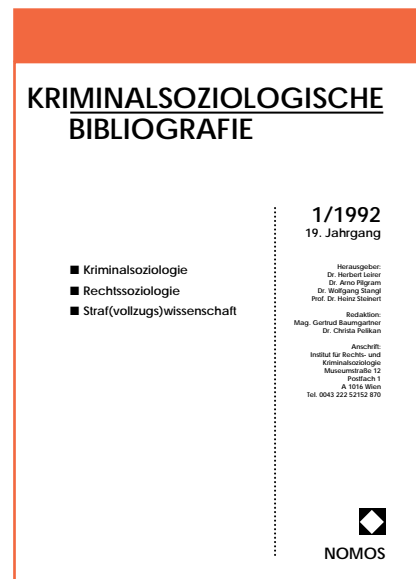 KRIMINALSOZIOLOGISCHE
BIBLIOGRAFIE
1/1992
19. Jahrgang
■ Kriminalsoziologie
■ Rechtssoziologie
■ Straf(vollzugs)wissenschaft
Herausgeber:
Dr. Herbert Leirer
Dr. Arno Pilgram
Dr. Wolfgang Stangl
Prof. Dr. Heinz Steinert
Redaktion:
Mag. Gertrud Baumgartner
Dr. Christa Pelikan
Anschrift:
Institut für Rechts- und
Kriminalsoziologie
Museumstraße 12
Postfach 1
A 1016 Wien
Tel. 0043 222 52152 870
NOMOS